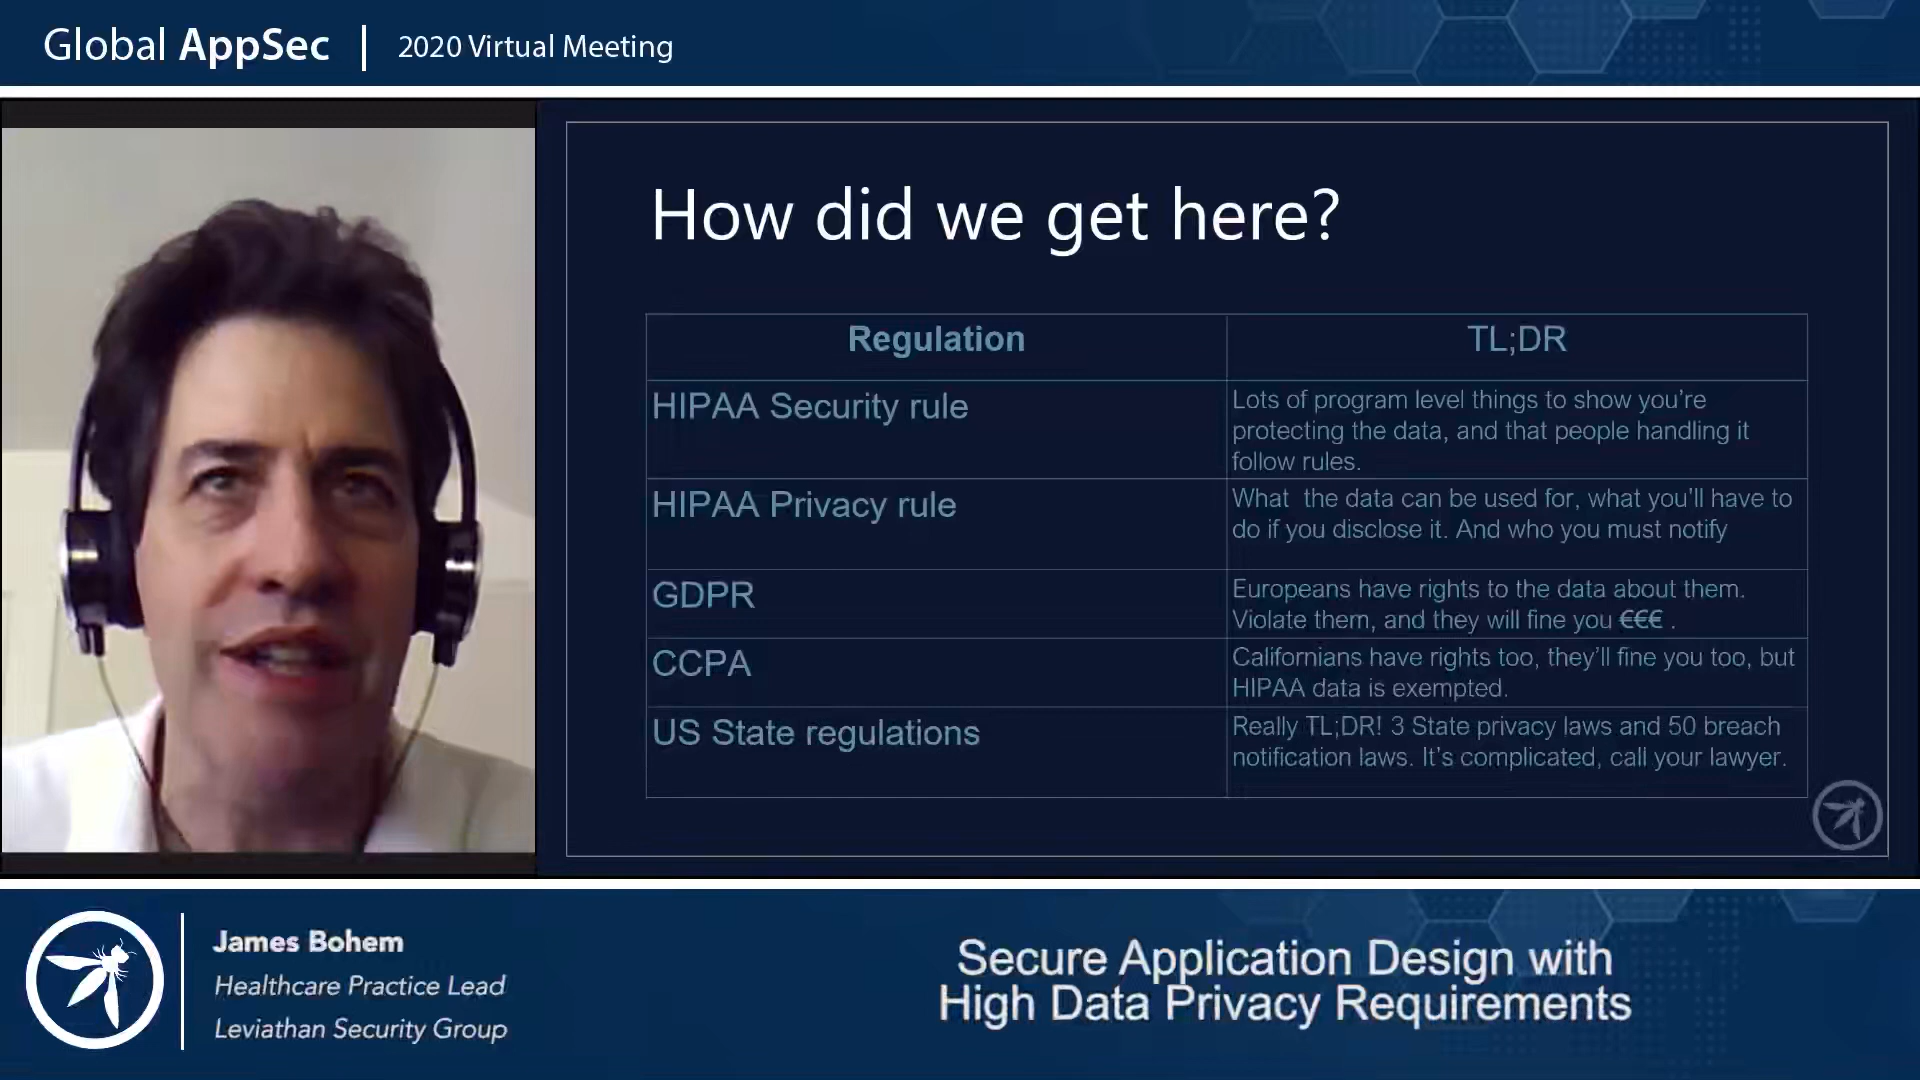 Global AppSec | 2020 Virtual Meeting
How did we get here?
Regulation
TL;DR
HIPAA Security rule
Lots of program level things to show you’re
protecting the data, and that people handling it
follow rules.
HIPAA Privacy rule
What  the data can be used for, what you'll have to
do if you disclose it. And who you must notify
GDPR
Europeans have rights to the data about them.
Violate them, and they will fine you €€€ .
CCPA
Californians have rights too, they’ll fine you too, but
HIPAA data is exempted.
US State regulations
Really TL;DR! 3 State privacy laws and 50 breach
notification laws. It’s complicated, call your lawyer.
James Bohem
Healthcare Practice Lead
Leviathan Security Group
Secure Application Design with
High Data Privacy Requirements